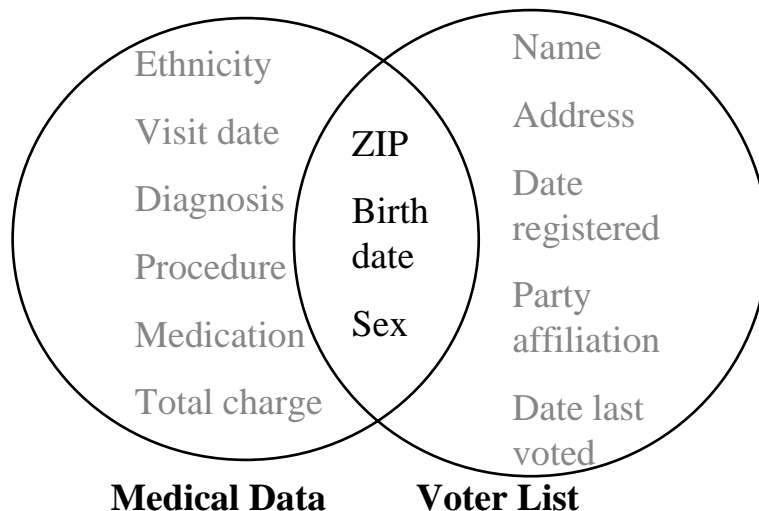 Ethnicity
Visit date
Diagnosis
Procedure
Medication
Total charge
ZIP
Birth
date
Sex
Name
Address
Date
registered
Party
affiliation
Date last
voted
Medical Data
Voter List